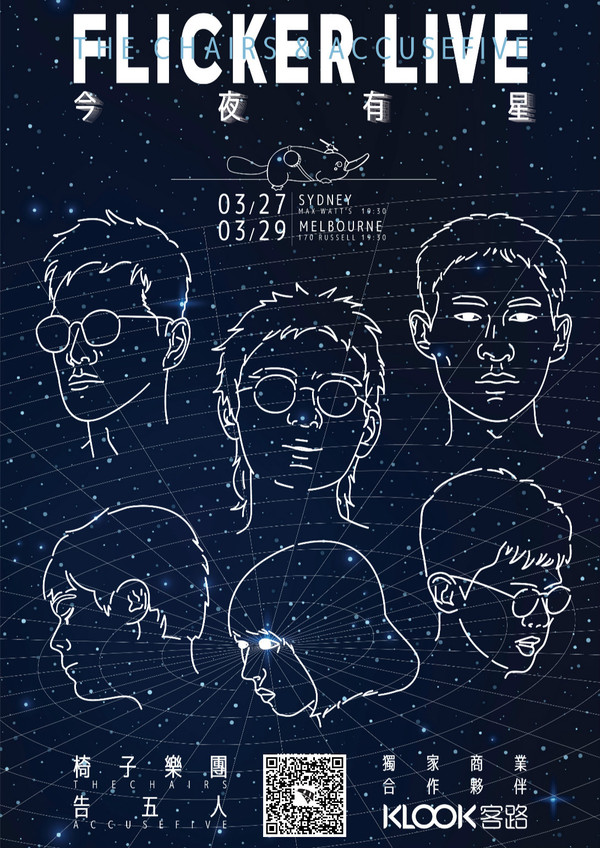 FLICKER LIVE
THE CHAIRS & ACCUSEFIVE
今夜有星
03/27 SYDNEY
MAX WATT'S 19:30
03/29 MELBOURNE
170 RUSSELL 19:30
椅子樂團
THECHAIRS
告五人
ACCUSEFIVE
獨家商業
合作夥伴
KLOOK客路